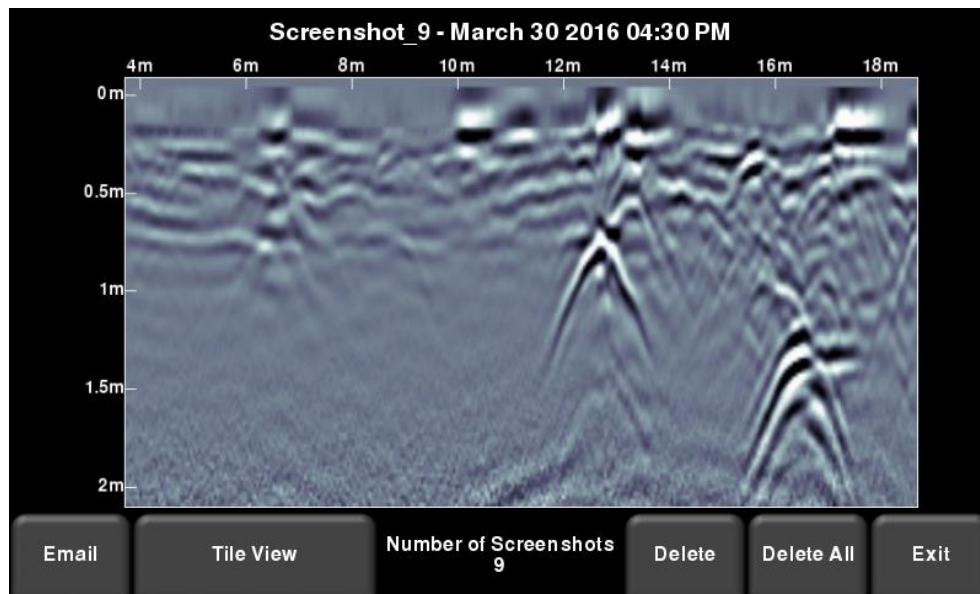 Screenshot_9 - March 30 2016 04:30 PM
4m 6m 8m 10m 12m 14m 16m 18m
0m
0.5m
1m
1.5m
2m
Email Tile View Number of Screenshots Delete Delete All Exit
9